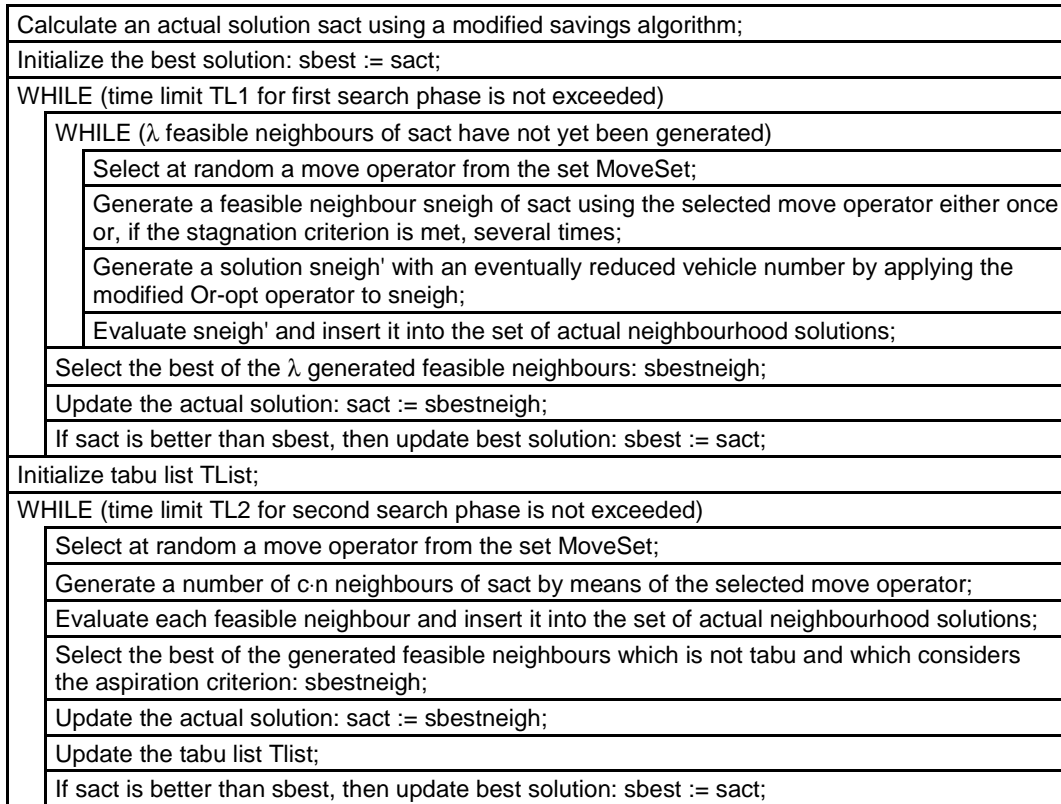 Calculate an actual solution sact using a modified savings algorithm;
Initialize the best solution: sbest := sact;
WHILE (time limit TL1 for first search phase is not exceeded)
WHILE (λ feasible neighbours of sact have not yet been generated)
Select at random a move operator from the set MoveSet;
Generate a feasible neighbour sneigh of sact using the selected move operator either once
or, if the stagnation criterion is met, several times;
Generate a solution sneigh' with an eventually reduced vehicle number by applying the
modified Or-opt operator to sneigh;
Evaluate sneigh' and insert it into the set of actual neighbourhood solutions;
Select the best of the λ generated feasible neighbours: sbestneigh;
Update the actual solution: sact := sbestneigh;
If sact is better than sbest, then update best solution: sbest := sact;
Initialize tabu list TList;
WHILE (time limit TL2 for second search phase is not exceeded)
Select at random a move operator from the set MoveSet;
Generate a number of c·n neighbours of sact by means of the selected move operator;
Evaluate each feasible neighbour and insert it into the set of actual neighbourhood solutions;
Select the best of the generated feasible neighbours which is not tabu and which considers
the aspiration criterion: sbestneigh;
Update the actual solution: sact := sbestneigh;
Update the tabu list Tlist;
If sact is better than sbest, then update best solution: sbest := sact;